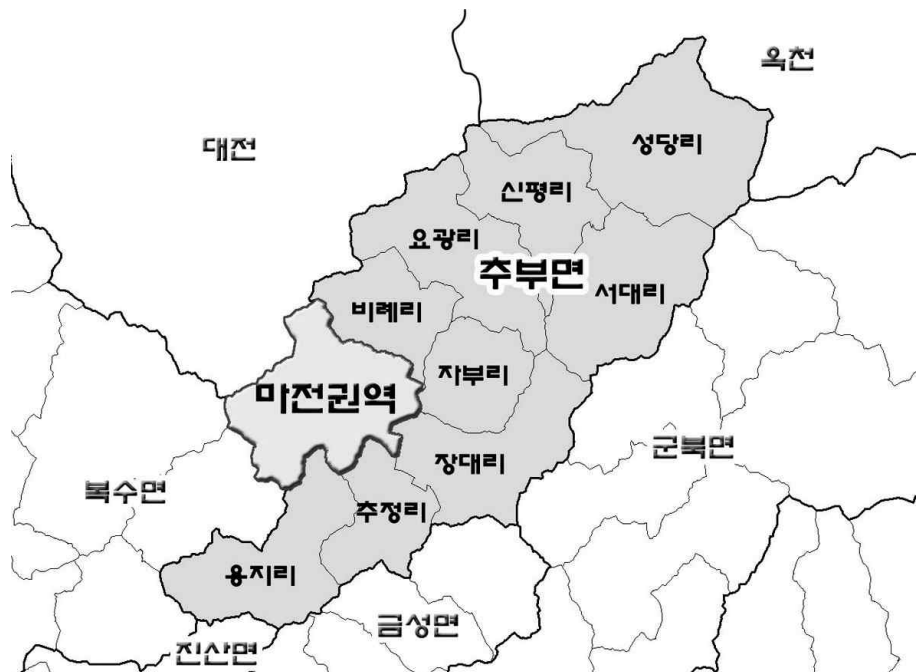 옥천
대전
성당리
신평리
요광리
추부면
서대리
비례리
자부리
마전권역
장대리
군북면
복수면
추정리
용지리
금성면
진산면